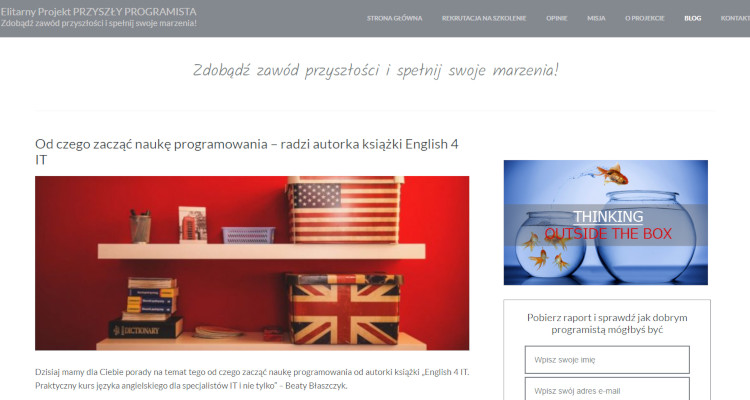 Elitarny Projekt PRZYSZŁY PROGRAMISTA
Zdobądź zawód przyszłości i spełnij swoje marzenia!
STRONA GŁÓWNA
REKRUTACJA NA SZKOLENIE
OPINIE
MISJA
O PROJEKCIE
BLOG
KONTAK
Zdobądź zawód przyszłości i spełnij swoje marzenia!
Od czego zacząć naukę programowania – radzi autorka książki English 4
IT
DICTIONARY
Dzisiaj mamy dla Ciebie porady na temat tego od czego zacząć naukę programowania od autorki książki „English 4 IT.
Praktyczny kurs języka angielskiego dla specjalistów IT i nie tylko” – Beaty Błaszczyk.
THINKING
OUTSIDE THE BOX
Pobierz raport i sprawdź jak dobrym
programistą mógłbyś być
Wpisz swoje imię
Wpisz swój adres e-mail